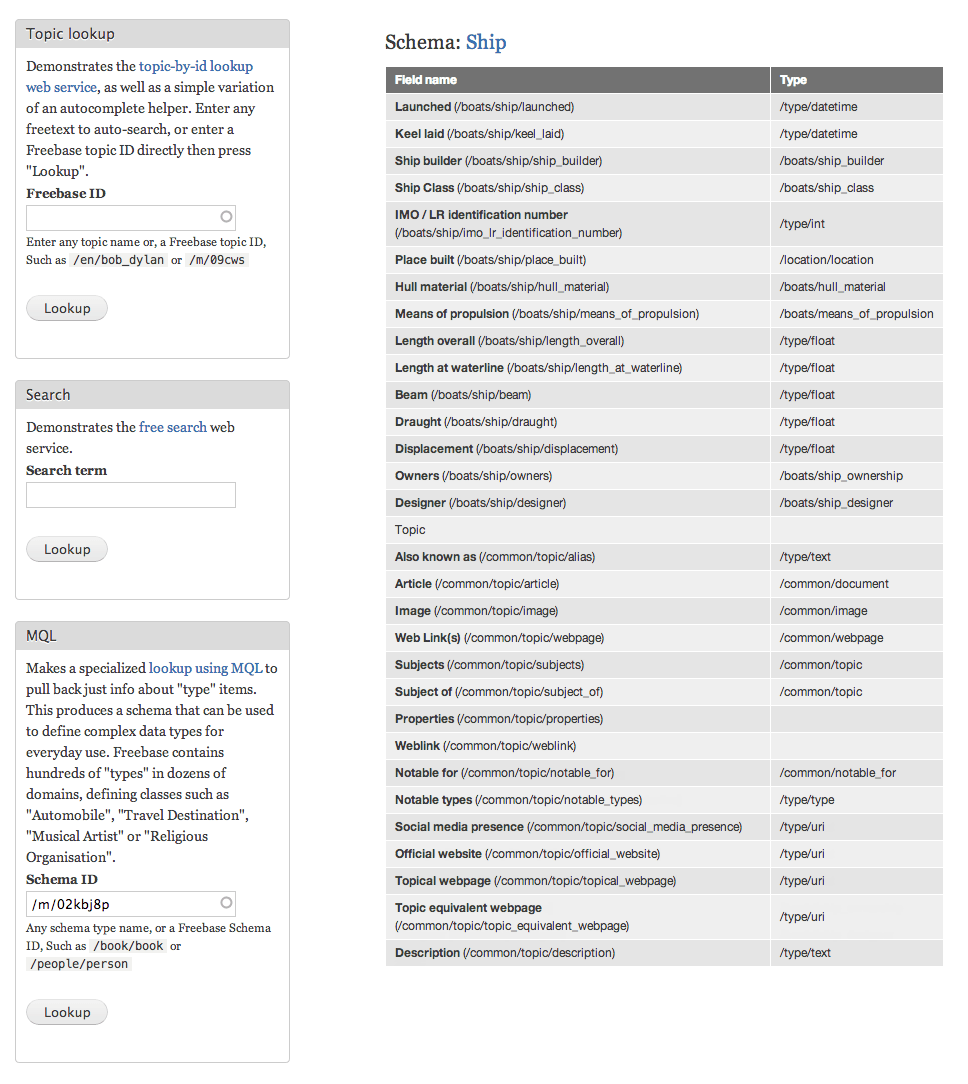 Topic lookup
Demonstrates the topic-by-id lookup
web service, as well as a simple variation
of an autocomplete helper. Enter any
freetext to auto-search, or enter a
Freebase topic ID directly then press
"Lookup".
Freebase ID
Enter any topic name or, a Freebase topic ID,
Such as /en/bob_dylan or /m/09cws
Lookup
Search
Demonstrates the free search web
service.
Search term
Lookup
MQL
Makes a specialized lookup using MQL to
pull back just info about "type" items.
This produces a schema that can be used
to define complex data types for
everyday use. Freebase contains
hundreds of "types" in dozens of
domains, defining classes such as
"Automobile", "Travel Destination",
"Musical Artist" or "Religious
Organisation".
Schema ID
/m/02kbj8p
Any schema type name, or a Freebase Schema
ID, Such as /book/book or
/people/person
Lookup
Schema: Ship
Field name Type
Launched (/boats/ship/launched) /type/datetime
Keel laid (/boats/ship/keel_laid) /type/datetime
Ship builder (/boats/ship/ship_builder) /boats/ship_builder
Ship Class (/boats/ship/ship_class) /boats/ship_class
IMO / LR identification number
(/boats/ship/imo_lr_identification_number) /type/int
Place built (/boats/ship/place_built) /location/location
Hull material (/boats/ship/hull_material) /boats/hull_material
Means of propulsion (/boats/ship/means_of_propulsion) /boats/means_of_propulsion
Length overall (/boats/ship/length_overall) /type/float
Length at waterline (/boats/ship/length_at_waterline) /type/float
Beam (/boats/ship/beam) /type/float
Draught (/boats/ship/draught) /type/float
Displacement (/boats/ship/displacement) /type/float
Owners (/boats/ship/owners) /boats/ship_ownership
Designer (/boats/ship/designer) /boats/ship_designer
Topic
Also known as (/common/topic/alias) /type/text
Article (/common/topic/article) /common/document
Image (/common/topic/image) /common/image
Web Link(s) (/common/topic/webpage) /common/webpage
Subjects (/common/topic/subjects) /common/topic
Subject of (/common/topic/subject_of) /common/topic
Properties (/common/topic/properties)
Weblink (/common/topic/weblink)
Notable for (/common/topic/notable_for) /common/notable_for
Notable types (/common/topic/notable_types) /type/type
Social media presence (/common/topic/social_media_presence) /type/uri
Official website (/common/topic/official_website) /type/uri
Topical webpage (/common/topic/topical_webpage) /type/uri
Topic equivalent webpage
(/common/topic/topic_equivalent_webpage) /type/uri
Description (/common/topic/description) /type/text